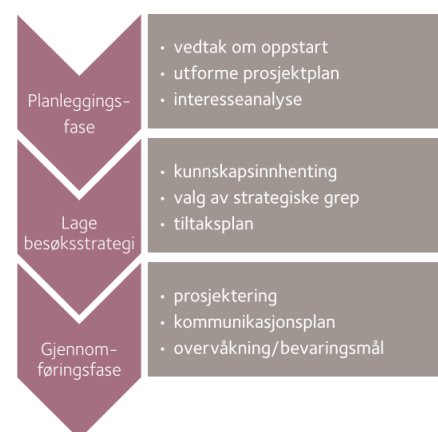 Planleggings-
fase
• vedtak om oppstart
• utforme prosjektplan
• interesseanalyse
Lage
besøksstrategi
• kunnskapsinnhenting
• valg av strategiske grep
• tiltaksplan
Gjennom-
føringsfase
• prosjektering
• kommunikasjonsplan
• overvåkning/bevaringsmål